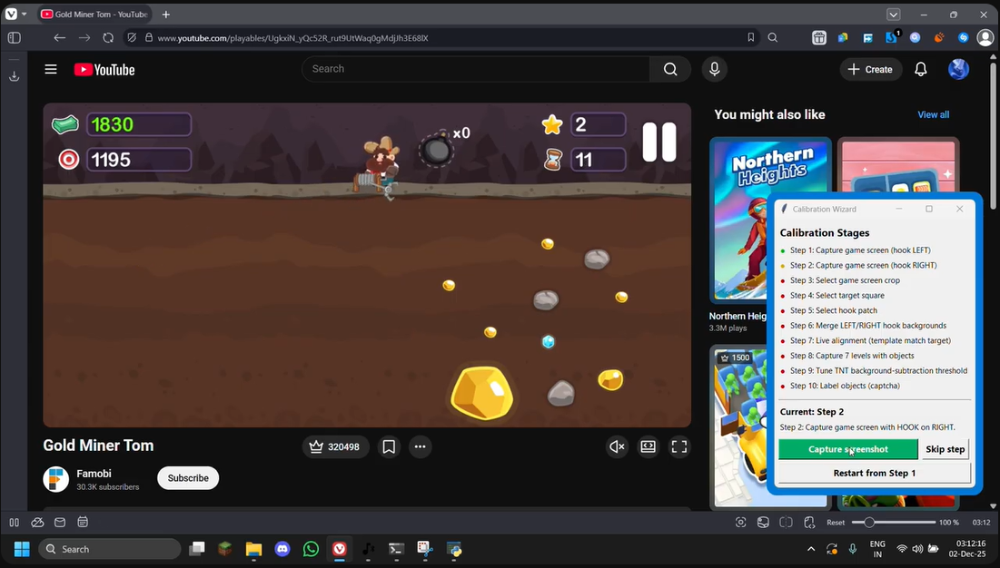 Gold Miner Tom - YouTube
www.youtube.com/playables/UgkxiN_yQc52R_rut9UtWaq0gMdjJh3E68lX
1
YouTube
Search
Create
1830
1195
x0
2
11
You might also like
View all
Northern
Heights
Northern Heig
3.3M plays
1500
Calibration Wizard
Calibration Stages
Step 1: Capture game screen (hook LEFT)
Step 2: Capture game screen (hook RIGHT)
Step 3: Select game screen crop
Step 4: Select target square
Step 5: Select hook patch
Step 6: Merge LEFT/RIGHT hook backgrounds
Step 7: Live alignment (template match target)
Step 8: Capture 7 levels with objects
Step 9: Tune TNT background-subtraction threshold
Step 10: Label objects (captcha)
Current: Step 2
Step 2: Capture game screen with HOOK on RIGHT.
Capture screenshot
Skip step
Restart from Step 1
Gold Miner Tom
320498
Famobi
30.3K subscribers
Subscribe
Reset
100 %
03:12
Search
ENG
IN
03:12:16
02-Dec-25